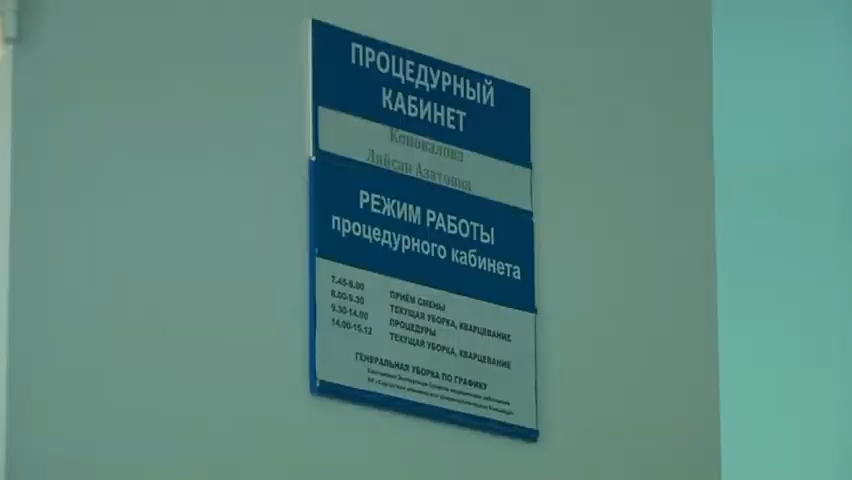 ПРОЦЕДУРНЫЙ
КАБИНЕТ
Коновалова
Ляйсан Азатовна
РЕЖИМ РАБОТЫ
процедурного кабинета
7.45-8.00 ПРИЁМ СМЕНЫ
8.00-9.30 ТЕКУЩАЯ УБОРКА, КВАРЦЕВАНИЕ
9.30-14.00 ПРОЦЕДУРЫ
14.00-15.12 ТЕКУЩАЯ УБОРКА, КВАРЦЕВАНИЕ
ГЕНЕРАЛЬНАЯ УБОРКА ПО ГРАФИКУ